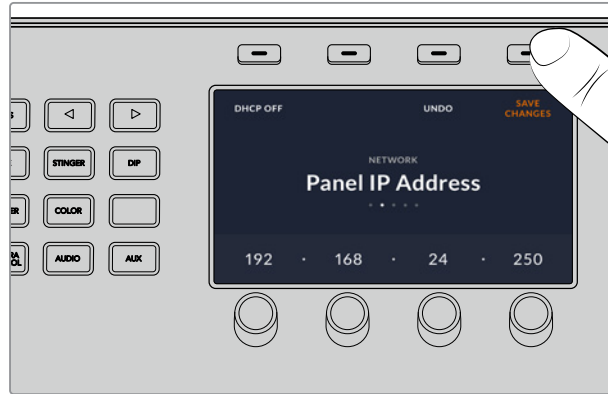 DHCP OFF
UNDO
SAVE
CHANGES
NETWORK
Panel IP Address
192 · 168 · 24 · 250
STINGER
DIP
COLOR
AUDIO
AUX